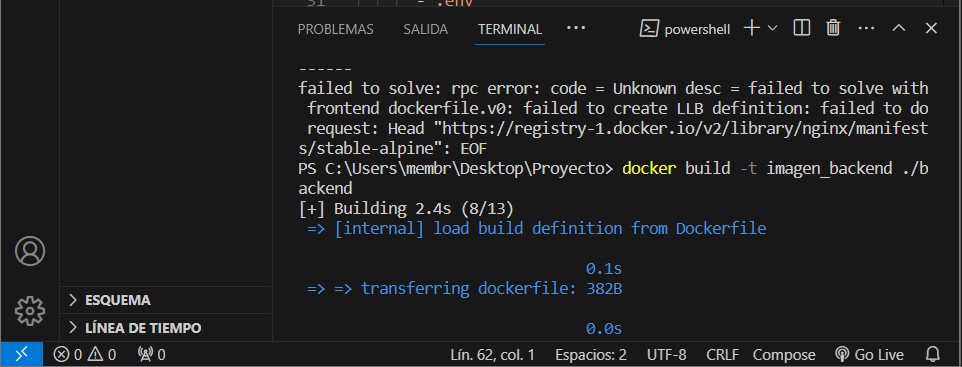 31 - .env
PROBLEMAS SALIDA TERMINAL ··· powershell
------
failed to solve: rpc error: code = Unknown desc = failed to solve with
frontend dockerfile.v0: failed to create LLB definition: failed to do
request: Head "https://registry-1.docker.io/v2/library/nginx/manifest
s/stable-alpine": EOF
PS C:\Users\membr\Desktop\Proyecto> docker build -t imagen_backend ./b
ackend
[+] Building 2.4s (8/13)
=> [internal] load build definition from Dockerfile
0.1s
=> => transferring dockerfile: 382B
0.0s
ESQUEMA
LÍNEA DE TIEMPO
0 0 0 Lín. 62, col. 1 Espacios: 2 UTF-8 CRLF Compose Go Live